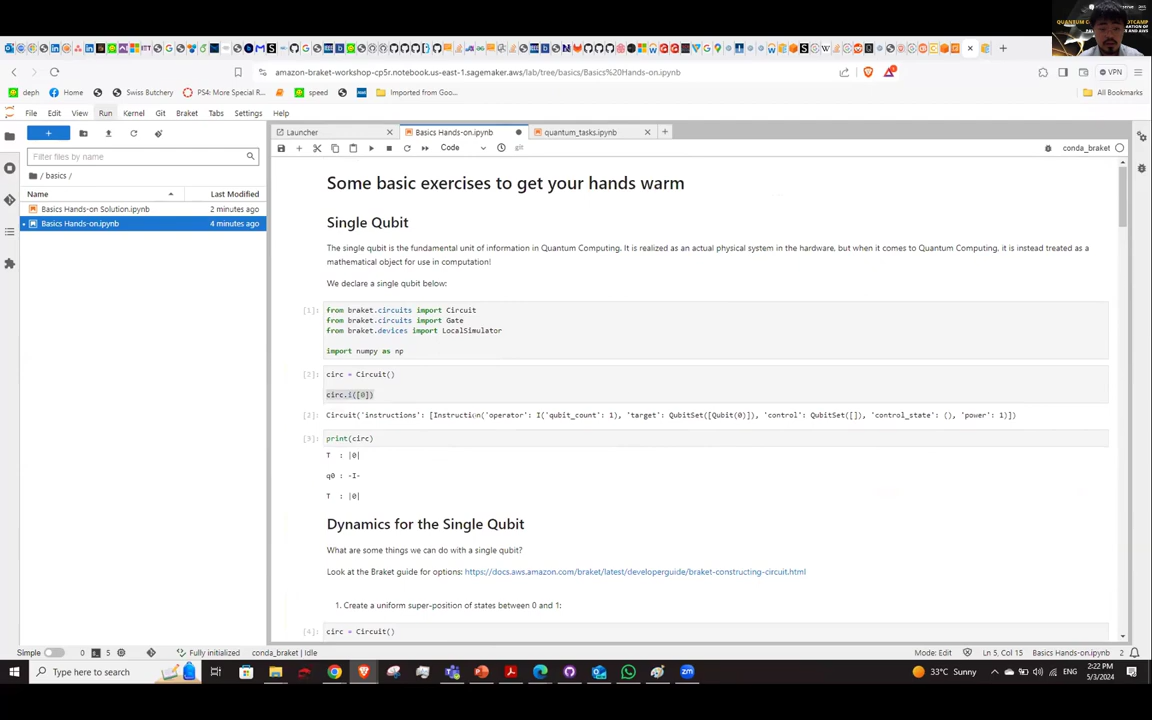 QUANTUM C
OOTCAMP
amazon-braket-workshop-cp5r.notebook.us-east-1.sagemaker.aws/lab/tree/basics/Basics%20Hands-on.ipynb
VPN
deph
Home
Swiss Butchery
PS4: More Special R...
speed
Imported from Goo...
All Bookmarks
File Edit View Run Kernel Git Braket Tabs Settings Help
Launcher
Basics Hands-on.ipynb
quantum_tasks.ipynb
Filter files by name
Code
git
conda_braket
/ basics /
Name
Last Modified
Basics Hands-on Solution.ipynb
2 minutes ago
Basics Hands-on.ipynb
4 minutes ago
Some basic exercises to get your hands warm
Single Qubit
The single qubit is the fundamental unit of information in Quantum Computing. It is realized as an actual physical system in the hardware, but when it comes to Quantum Computing, it is instead treated as a
mathematical object for use in computation!
We declare a single qubit below:
[1]: from braket.circuits import Circuit
from braket.circuits import Gate
from braket.devices import LocalSimulator
import numpy as np
[2]: circ = Circuit()
circ.i([0])
[2]: Circuit('instructions': [Instruction('operator': I('qubit_count': 1), 'target': QubitSet([Qubit(0)]), 'control': QubitSet([]), 'control_state': (), 'power': 1)])
[3]: print(circ)
T : |0|
q0 : -I-
T : |0|
Dynamics for the Single Qubit
What are some things we can do with a single qubit?
Look at the Braket guide for options: https://docs.aws.amazon.com/braket/latest/developerguide/braket-constructing-circuit.html
1. Create a uniform super-position of states between 0 and 1:
[4]: circ = Circuit()
Simple
0
5
Fully initialized
conda_braket | Idle
Mode: Edit
Ln 5, Col 15
Basics Hands-on.ipynb
2
Type here to search
33°C Sunny
ENG
2:22 PM
5/3/2024